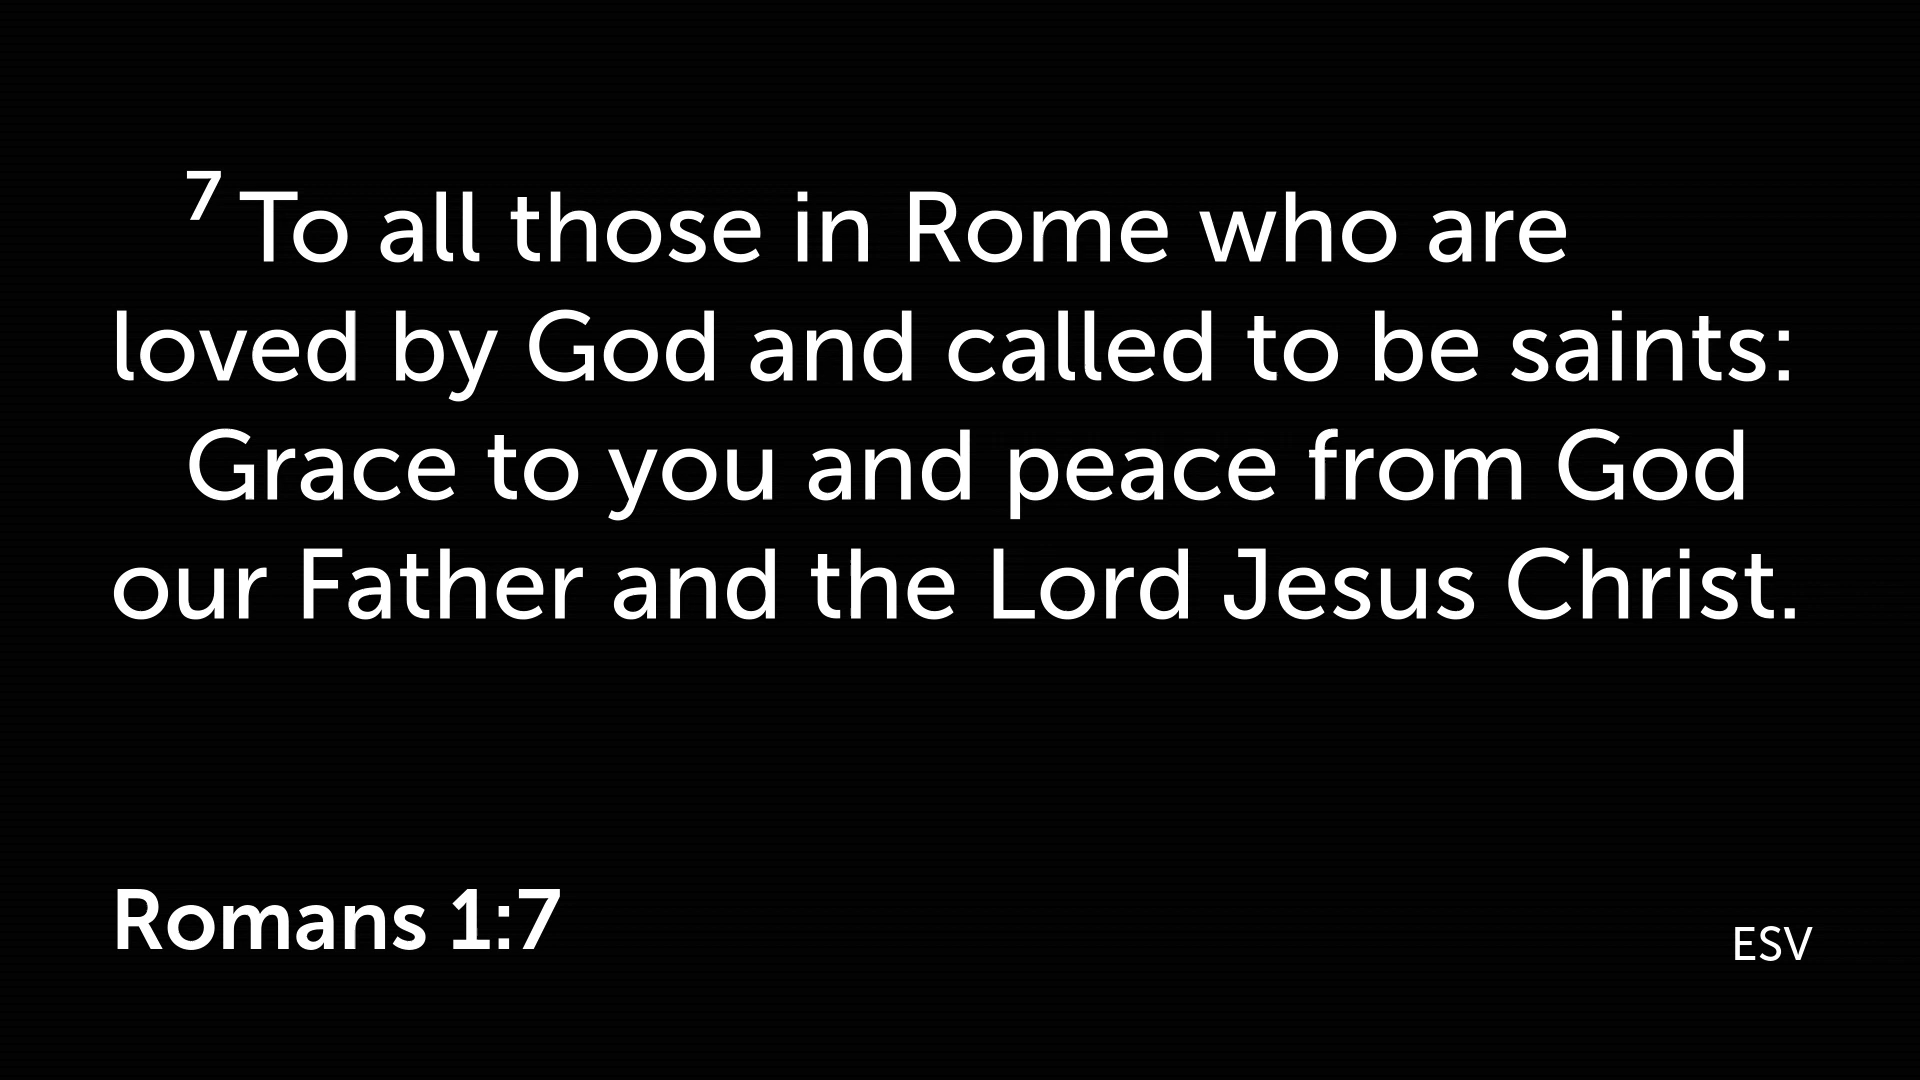 7 To all those in Rome who are
loved by God and called to be saints:
Grace to you and peace from God
our Father and the Lord Jesus Christ.
Romans 1:7
ESV